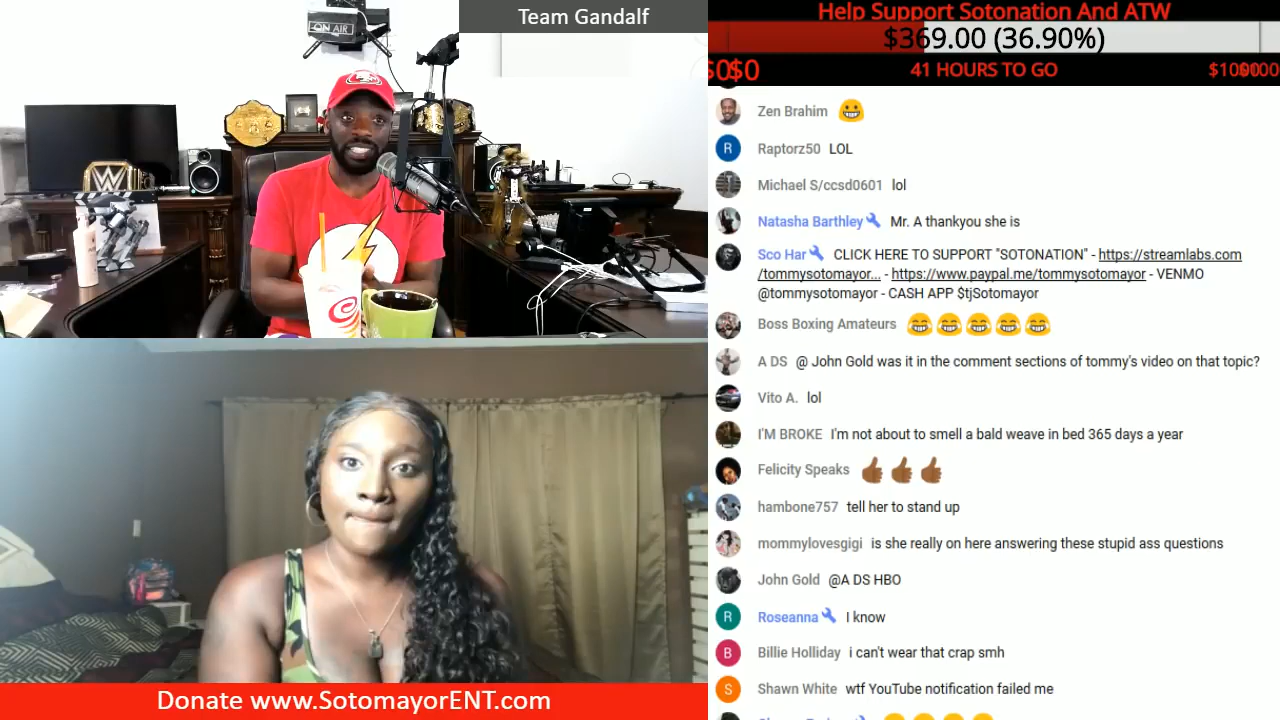 Team Gandalf
ON AIR
W
Help Support Sotonation And ATW
$369.00 (36.90%)
41 HOURS TO GO
Zen Brahim 😀
R Raptorz50 LOL
Michael S/ccsd0601 lol
Natasha Barthley Mr. A thankyou she is
Sco Har CLICK HERE TO SUPPORT "SOTONATION" - https://streamlabs.com
/tommysotomayor... - https://www.paypal.me/tommysotomayor - VENMO
@tommysotomayor - CASH APP $tjSotomayor
Boss Boxing Amateurs 😂😂😂😂😂
A DS @ John Gold was it in the comment sections of tommy's video on that topic?
Vito A. lol
I'M BROKE I'm not about to smell a bald weave in bed 365 days a year
Felicity Speaks 👍🏾👍🏾👍🏾
hambone757 tell her to stand up
mommylovesgigi is she really on here answering these stupid ass questions
John Gold @A DS HBO
R Roseanna I know
B Billie Holliday i can't wear that crap smh
S Shawn White wtf YouTube notification failed me
Donate www.SotomayorENT.com